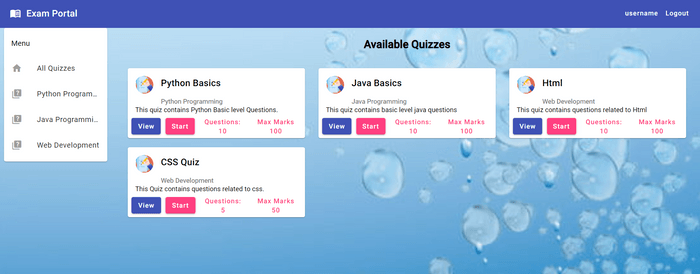 Exam Portal
username Logout
Menu
All Quizzes
Python Program...
Java Programmi...
Web Development
Available Quizzes
Python Basics
Python Programming
This quiz contains Python Basic level Questions.
View Start Questions: 10 Max Marks 100
Java Basics
Java Programming
This quiz contains basic level java questions
View Start Questions: 10 Max Marks 100
Html
Web Development
This quiz contains questions related to Html
View Start Questions: 10 Max Marks 100
CSS Quiz
Web Development
This Quiz contains questions related to css.
View Start Questions: 5 Max Marks 50